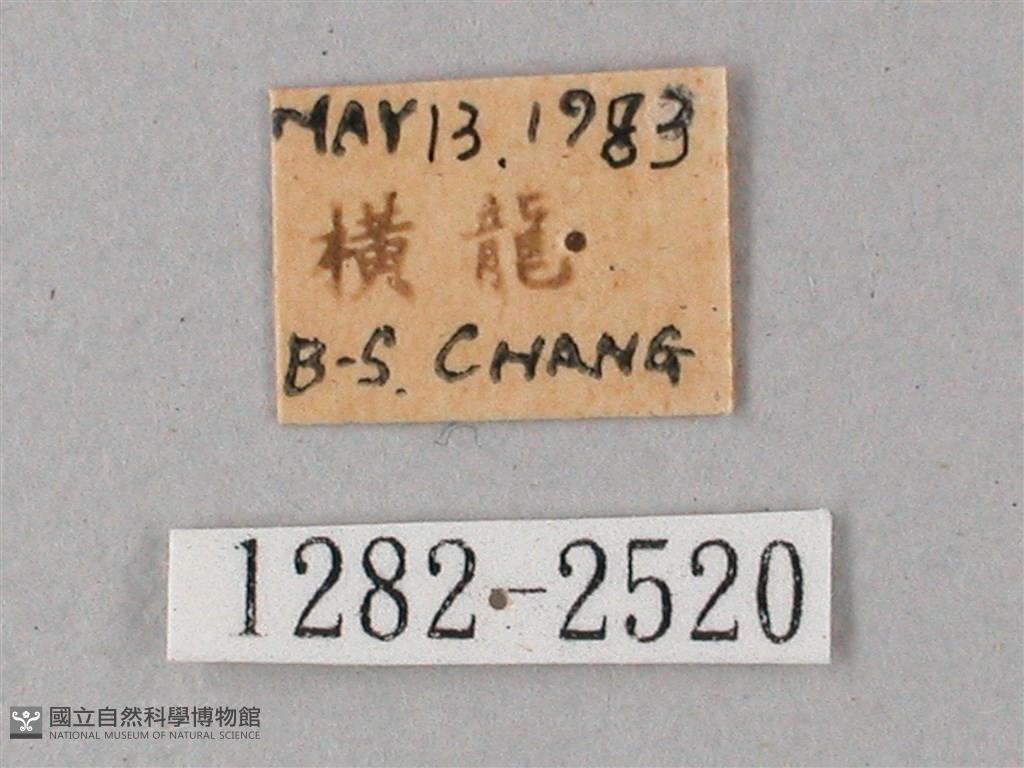 MAY 13. 1983
橫龍
B-S. CHANG
1282-2520
國立自然科學博物館
NATIONAL MUSEUM OF NATURAL SCIENCE